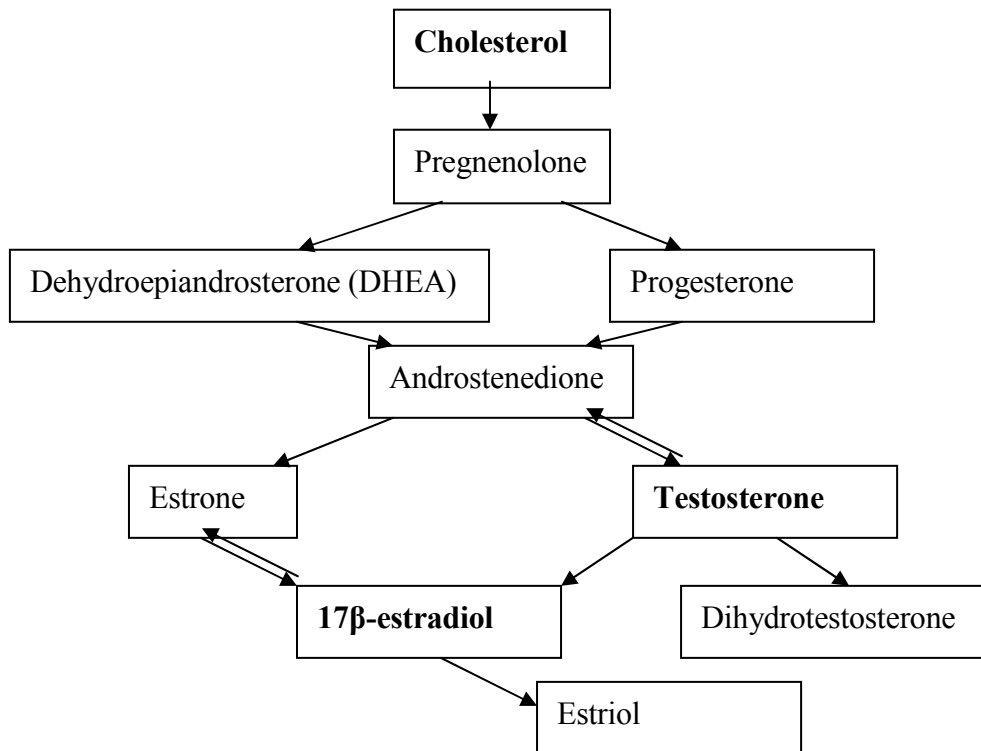 Cholesterol
Pregnenolone
Dehydroepiandrosterone (DHEA)
Progesterone
Androstenedione
Estrone
Testosterone
17β-estradiol
Dihydrotestosterone
Estriol